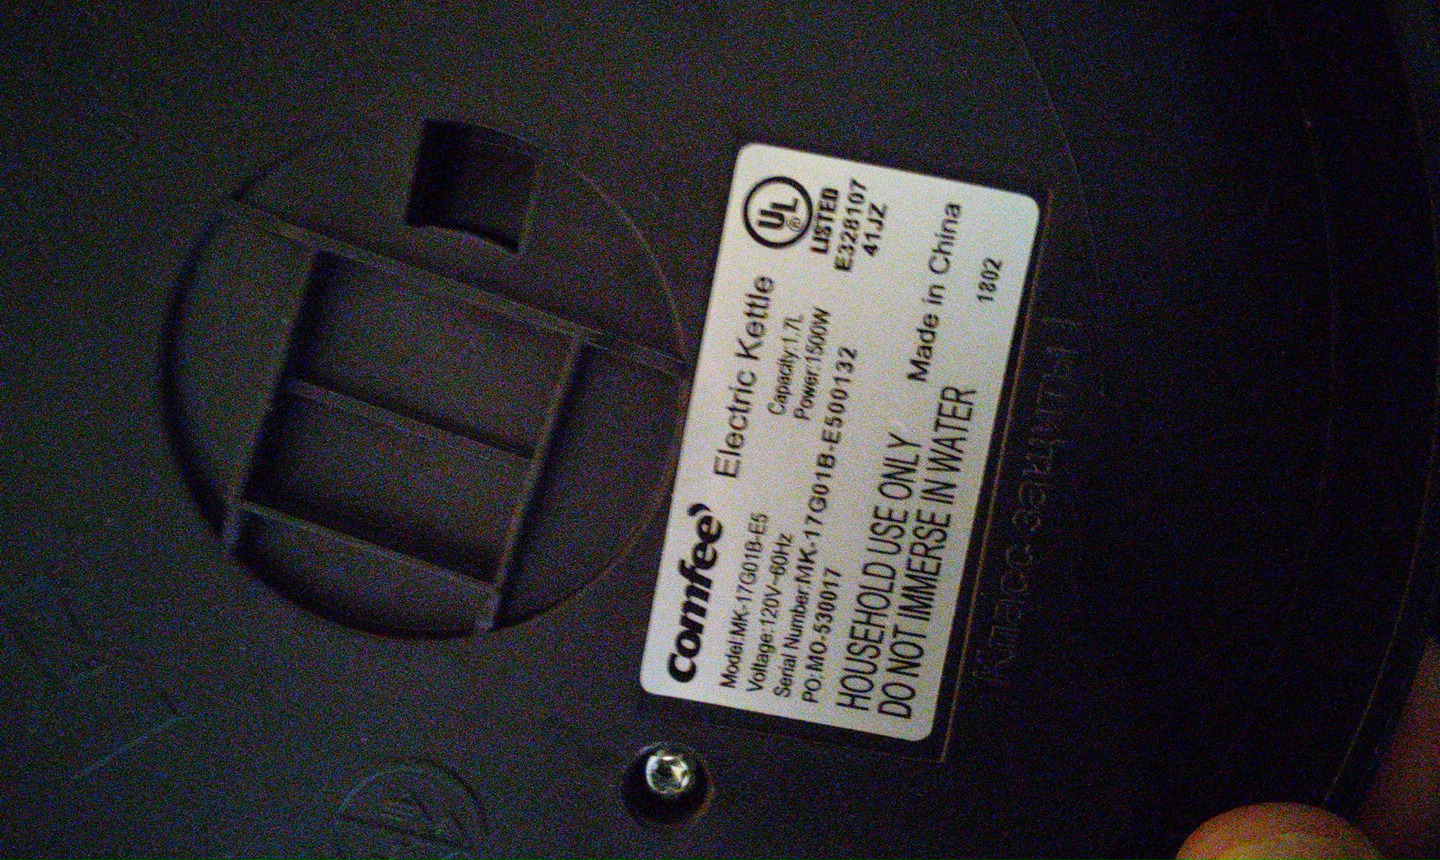 comfee' Electric Kettle
Model:MK-17G01B-E5 Capacity:1.7L
Voltage:120V~60Hz Power:1500W
Serial Number:MK-17G01B-E500132
PO:MO-530017
HOUSEHOLD USE ONLY Made in China
DO NOT IMMERSE IN WATER 1802
UL ®
LISTED
E328107
41JZ
Класс защиты I